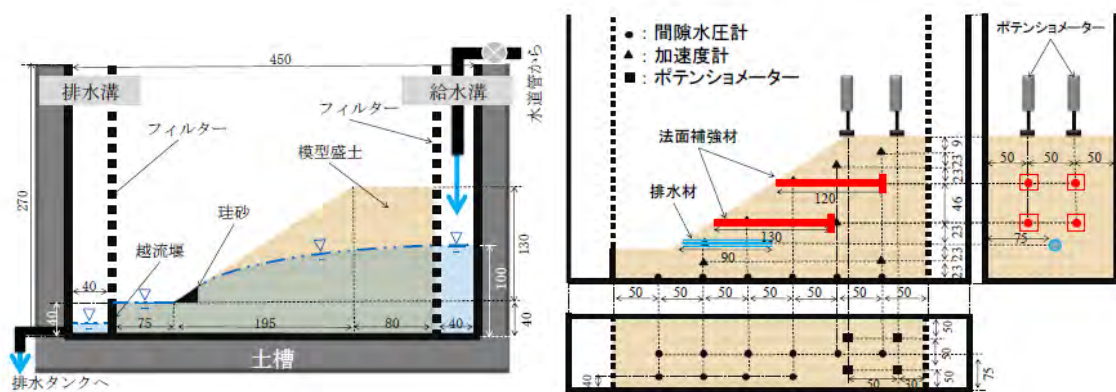 450
排水溝
給水溝
水道管から
フィルター
フィルター
模型盛土
珪砂
越流堰
270
130
100
40
40
40
75
195
80
40
土槽
排水タンクへ
●：間隙水圧計
▲：加速度計
■：ポテンショメーター
法面補強材
排水材
120
130
90
9
23
23
46
23
23
23
50 50 50 50 50 50 50
50
50
50
50
75
40
ポテンショメーター
50 50 50
75